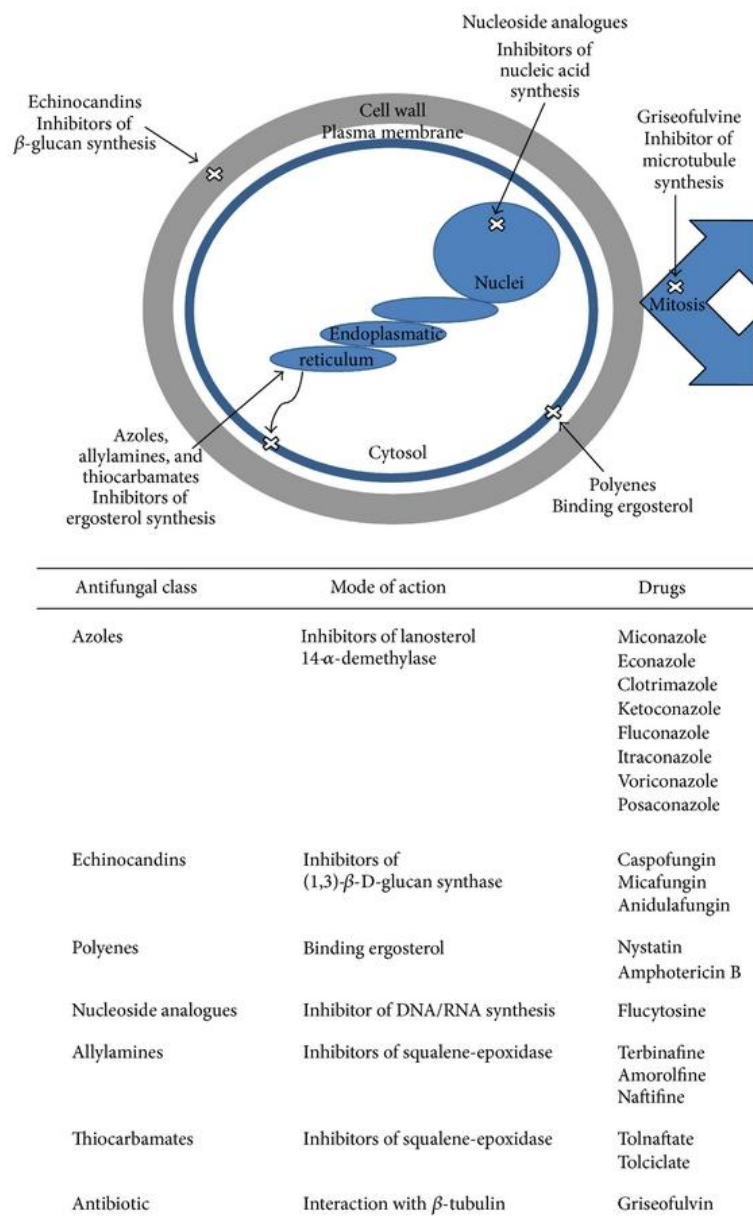 Nucleoside analogues
Inhibitors of
nucleic acid
synthesis
Echinocandins
Inhibitors of
β-glucan synthesis
Cell wall
Plasma membrane
Griseofulvine
Inhibitor of
microtubule
synthesis
Nuclei
Mitosis
Endoplasmatic
reticulum
Azoles,
allylamines, and
thiocarbamates
Inhibitors of
ergosterol synthesis
Cytosol
Polyenes
Binding ergosterol
Antifungal class Mode of action Drugs
Azoles Inhibitors of lanosterol Miconazole
14-α-demethylase Econazole
Clotrimazole
Ketoconazole
Fluconazole
Itraconazole
Voriconazole
Posaconazole
Echinocandins Inhibitors of Caspofungin
(1,3)-β-D-glucan synthase Micafungin
Anidulafungin
Polyenes Binding ergosterol Nystatin
Amphotericin B
Nucleoside analogues Inhibitor of DNA/RNA synthesis Flucytosine
Allylamines Inhibitors of squalene-epoxidase Terbinafine
Amorolfine
Naftifine
Thiocarbamates Inhibitors of squalene-epoxidase Tolnaftate
Tolciclate
Antibiotic Interaction with β-tubulin Griseofulvin